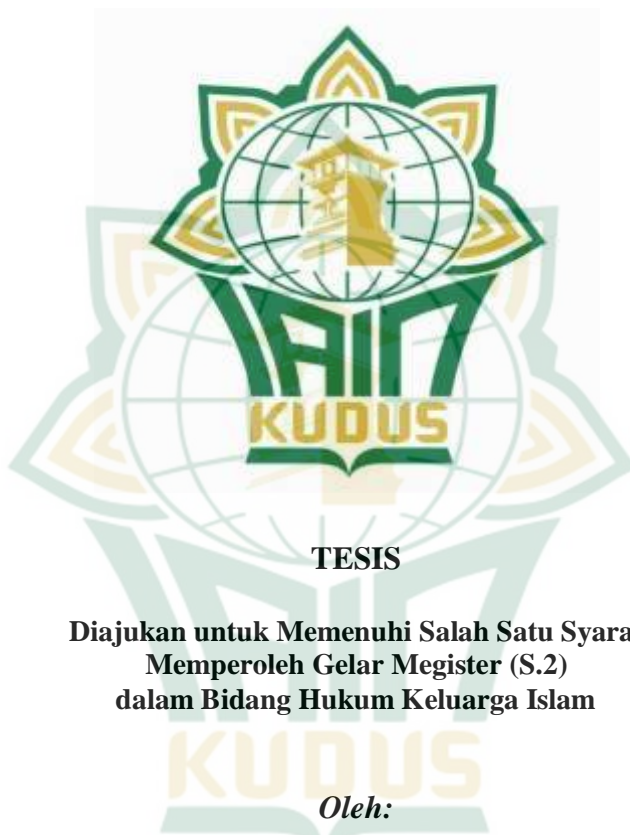 IAIN
KUDUS
TESIS
Diajukan untuk Memenuhi Salah Satu Syara
Memperoleh Gelar Megister (S.2)
dalam Bidang Hukum Keluarga Islam
KUDUS
Oleh: